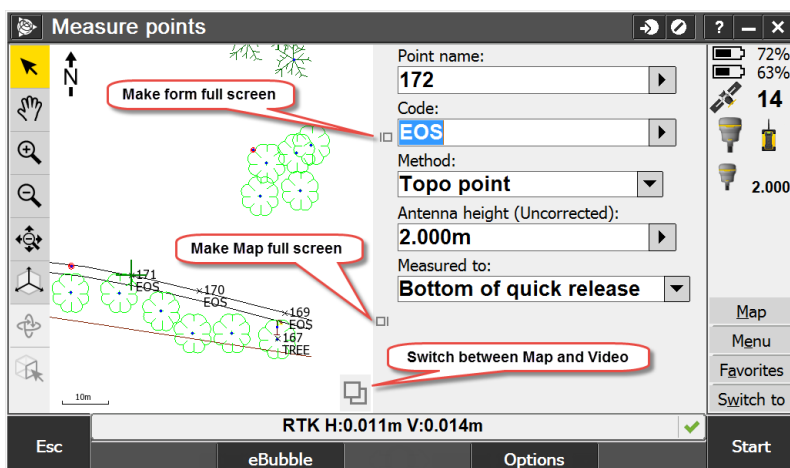 Measure points
?
N
Make form full screen
Make Map full screen
Switch between Map and Video
171
EOS
170
EOS
169
EOS
167
TREE
10m
Point name:
172
Code:
EOS
Method:
Topo point
Antenna height (Uncorrected):
2.000m
Measured to:
Bottom of quick release
72%
63%
14
2.000
Map
Menu
Favorites
Switch to
RTK H:0.011m V:0.014m
Esc
eBubble
Options
Start